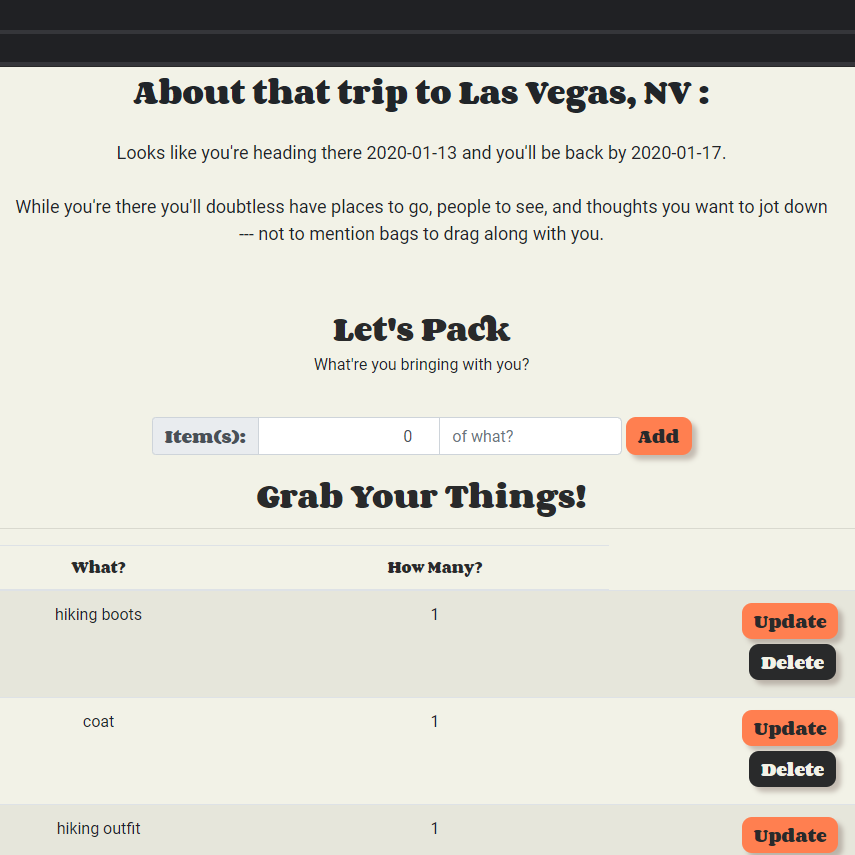 About that trip to Las Vegas, NV :
Looks like you're heading there 2020-01-13 and you'll be back by 2020-01-17.
While you're there you'll doubtless have places to go, people to see, and thoughts you want to jot down
--- not to mention bags to drag along with you.
Let's Pack
What're you bringing with you?
Item(s): 0 of what? Add
Grab Your Things!
What? How Many?
hiking boots 1 Update
Delete
coat 1 Update
Delete
hiking outfit 1 Update